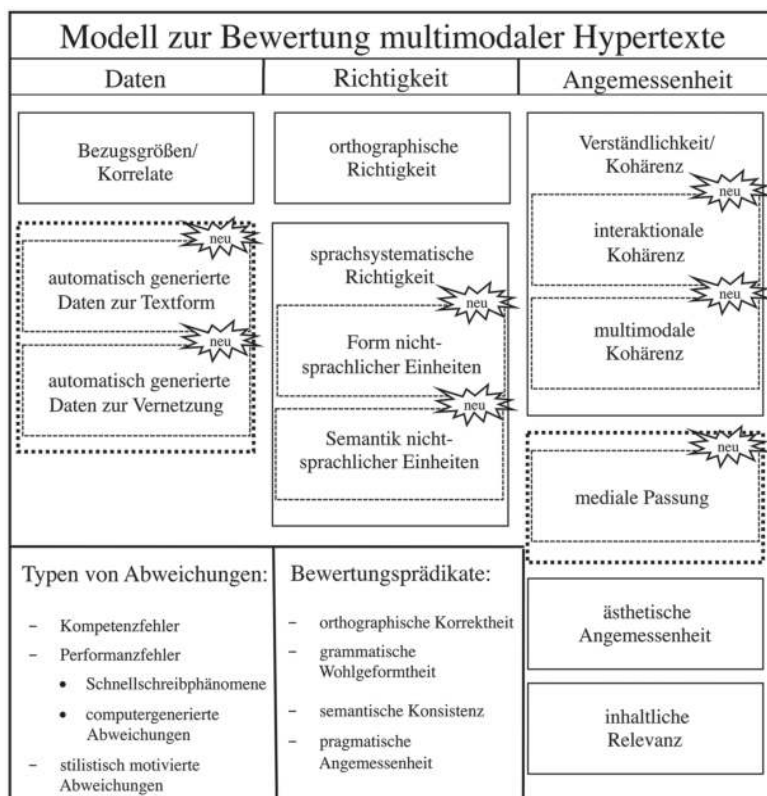 Modell zur Bewertung multimodaler Hypertexte
Daten
Richtigkeit
Angemessenheit
Bezugsgrößen/
Korrelate
neu
automatisch generierte
Daten zur Textform
neu
automatisch generierte
Daten zur Vernetzung
orthographische
Richtigkeit
sprachsystematische
Richtigkeit
neu
Form nicht-
sprachlicher Einheiten
neu
Semantik nicht-
sprachlicher Einheiten
Verständlichkeit/
Kohärenz
neu
interaktionale
Kohärenz
neu
multimodale
Kohärenz
neu
mediale Passung
ästhetische
Angemessenheit
inhaltliche
Relevanz
Typen von Abweichungen:
– Kompetenzfehler
– Performanzfehler
• Schnellschreibphänomene
• computergenerierte
Abweichungen
– stilistisch motivierte
Abweichungen
Bewertungsprädikate:
– orthographische Korrektheit
– grammatische
Wohlgeformtheit
– semantische Konsistenz
– pragmatische
Angemessenheit